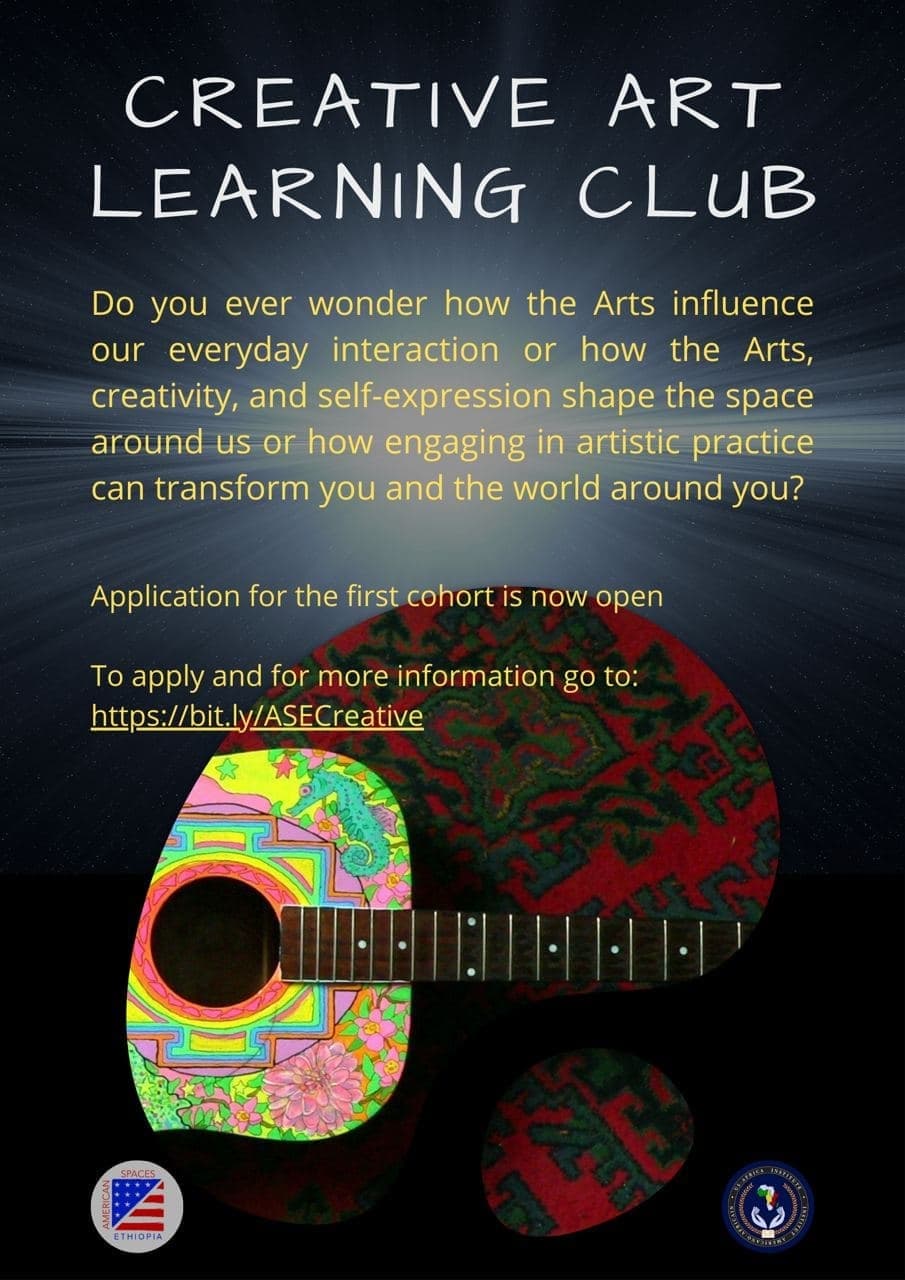 CREATIVE ART
LEARNING CLUB
Do you ever wonder how the Arts influence
our everyday interaction or how the Arts,
creativity, and self-expression shape the space
around us or how engaging in artistic practice
can transform you and the world around you?
Application for the first cohort is now open
To apply and for more information go to:
https://bit.ly/ASECreative
AMERICAN
SPACES
ETHIOPIA
US-AFRICA INSTITUTE